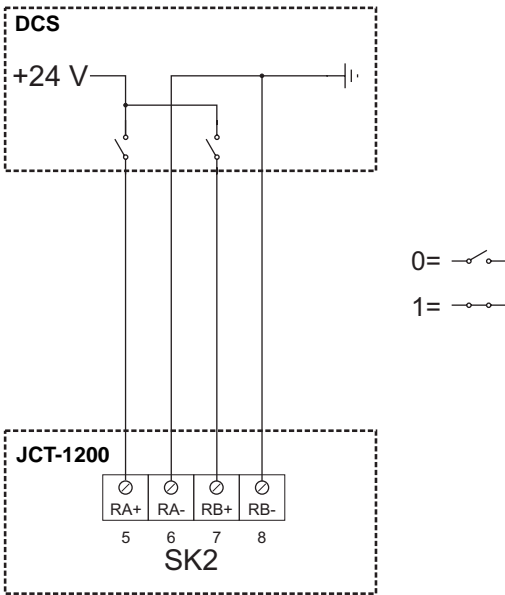 DCS
+24 V
0=
1=
JCT-1200
RA+ RA- RB+ RB-
5 6 7 8
SK2